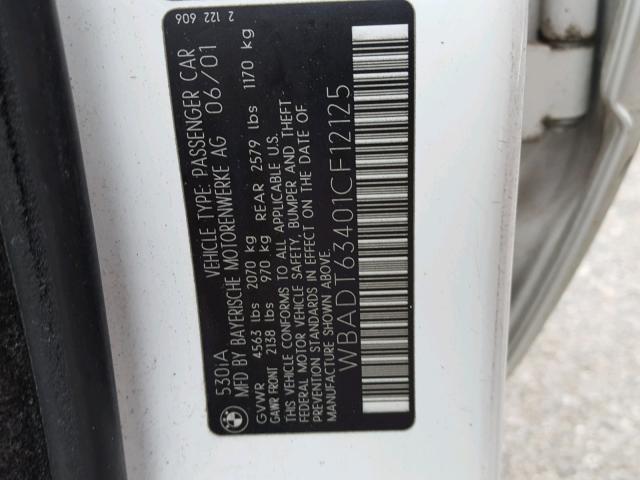 530iA
VEHICLE TYPE: PASSENGER CAR
MFD BY BAYERISCHE MOTORENWERKE AG 06/01
GVWR 4563 lbs 2070 kg
GAWR FRONT 2138 lbs 970 kg REAR 2579 lbs 1170 kg
THIS VEHICLE CONFORMS TO ALL APPLICABLE U.S.
FEDERAL MOTOR VEHICLE SAFETY, BUMPER AND THEFT-
PREVENTION STANDARDS IN EFFECT ON THE DATE OF
MANUFACTURE SHOWN ABOVE.
WBADT63401CF12125
2 122 606